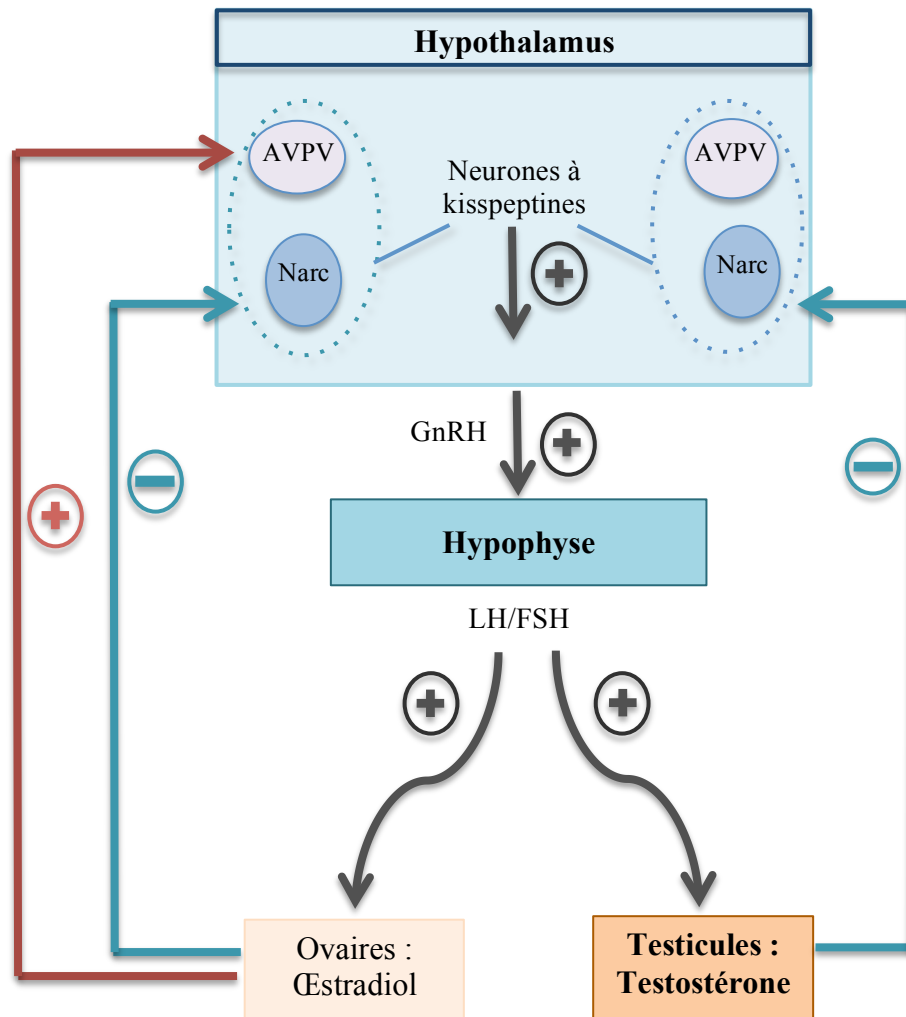 Hypothalamus
AVPV
AVPV
Neurones à
kisspeptines
Narc
Narc
GnRH
Hypophyse
LH/FSH
Ovaires :
Œstradiol
Testicules :
Testostérone